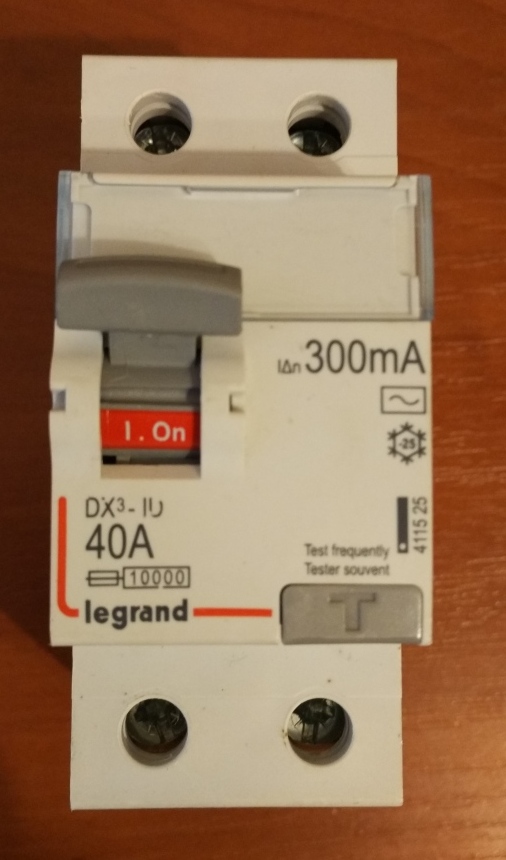 IΔn 300mA
-25
I . On
DX³ - ID
40A
10000
4115 25
Test frequently
Tester souvent
legrand
T